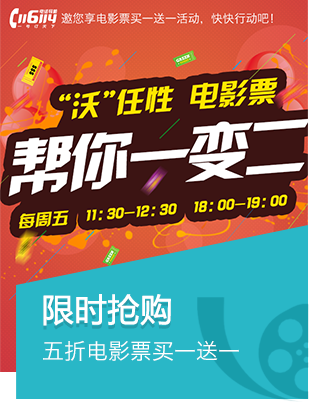 116114 邀您享电影票买一送一活动，快快行动吧！
“沃”任性 电影票
帮你一变二
每周五 11:30-12:30 18:00-19:00
限时抢购
五折电影票买一送一